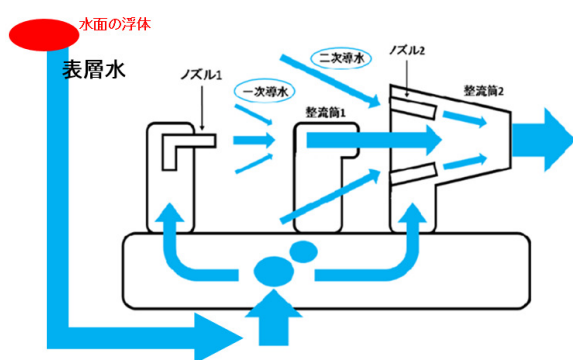 水面の浮体
表層水
ノズル1
一次導水
二次導水
整流筒1
ノズル2
整流筒2